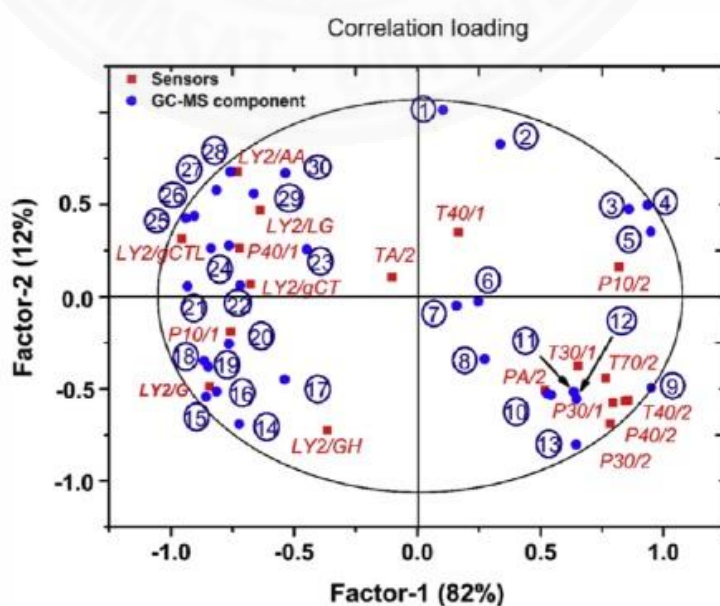 Correlation loading
Sensors
GC-MS component
1
2
28
LY2/AA
30
27
26
29
3
4
25
LY2/LG
T40/1
5
LY2/gCTL
P40/1
23
TA/2
24
LY2/gCT
P10/2
6
21
22
7
12
P10/1
20
11
18
19
8
T30/1
T70/2
LY2/G
16
17
PA/2
9
15
14
10
P30/1
T40/2
LY2/GH
13
P40/2
P30/2
0.5
0.0
-0.5
-1.0
Factor-2 (12%)
-1.0 -0.5 0.0 0.5 1.0
Factor-1 (82%)